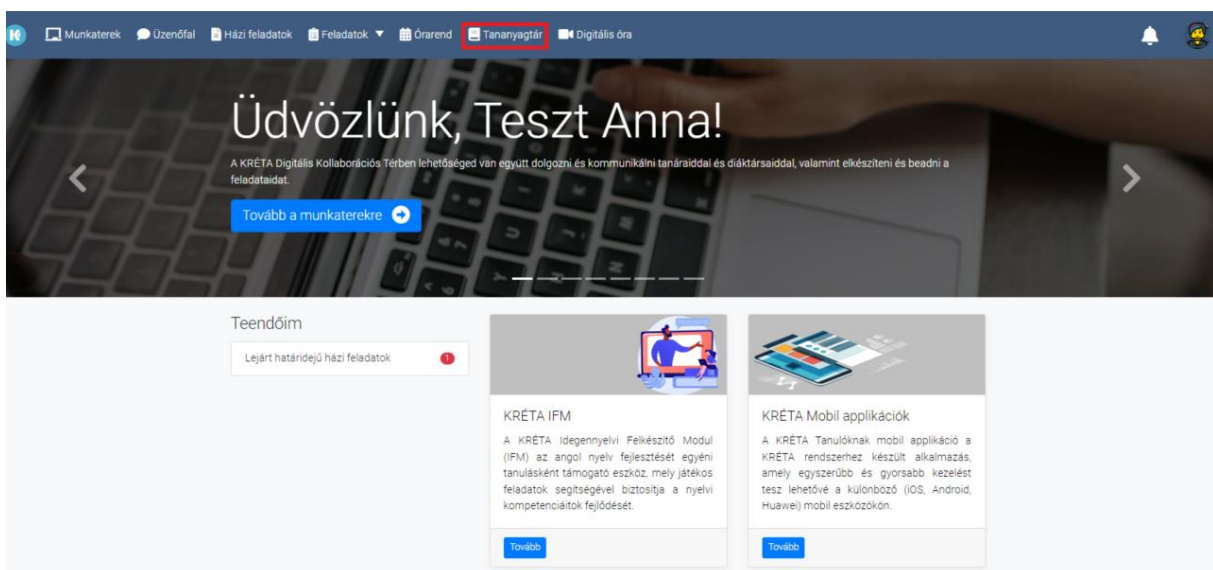 K
Munkaterek Üzenőfal Házi feladatok Feladatok Órarend Tananyagtár Digitális óra
Üdvözlünk, Teszt Anna!
A KRÉTA Digitális Kollaborációs Térben lehetőséged van együtt dolgozni és kommunikálni tanáraiddal és diáktársaiddal, valamint elkészíteni és beadni a
feladataidat.
Tovább a munkaterekre
Teendőim
Lejárt határidejű házi feladatok 1
KRÉTA IFM
A KRÉTA Idegennyelvi Felkészítő Modul
(IFM) az angol nyelv fejlesztését egyéni
tanulásként támogató eszköz, mely játékos
feladatok segítségével biztosítja a nyelvi
kompetenciáitok fejlődését.
Tovább
KRÉTA Mobil applikációk
A KRÉTA Tanulóknak mobil applikáció a
KRÉTA rendszerhez készült alkalmazás,
amely egyszerűbb és gyorsabb kezelést
tesz lehetővé a különböző (iOS, Android,
Huawei) mobil eszközökön.
Tovább